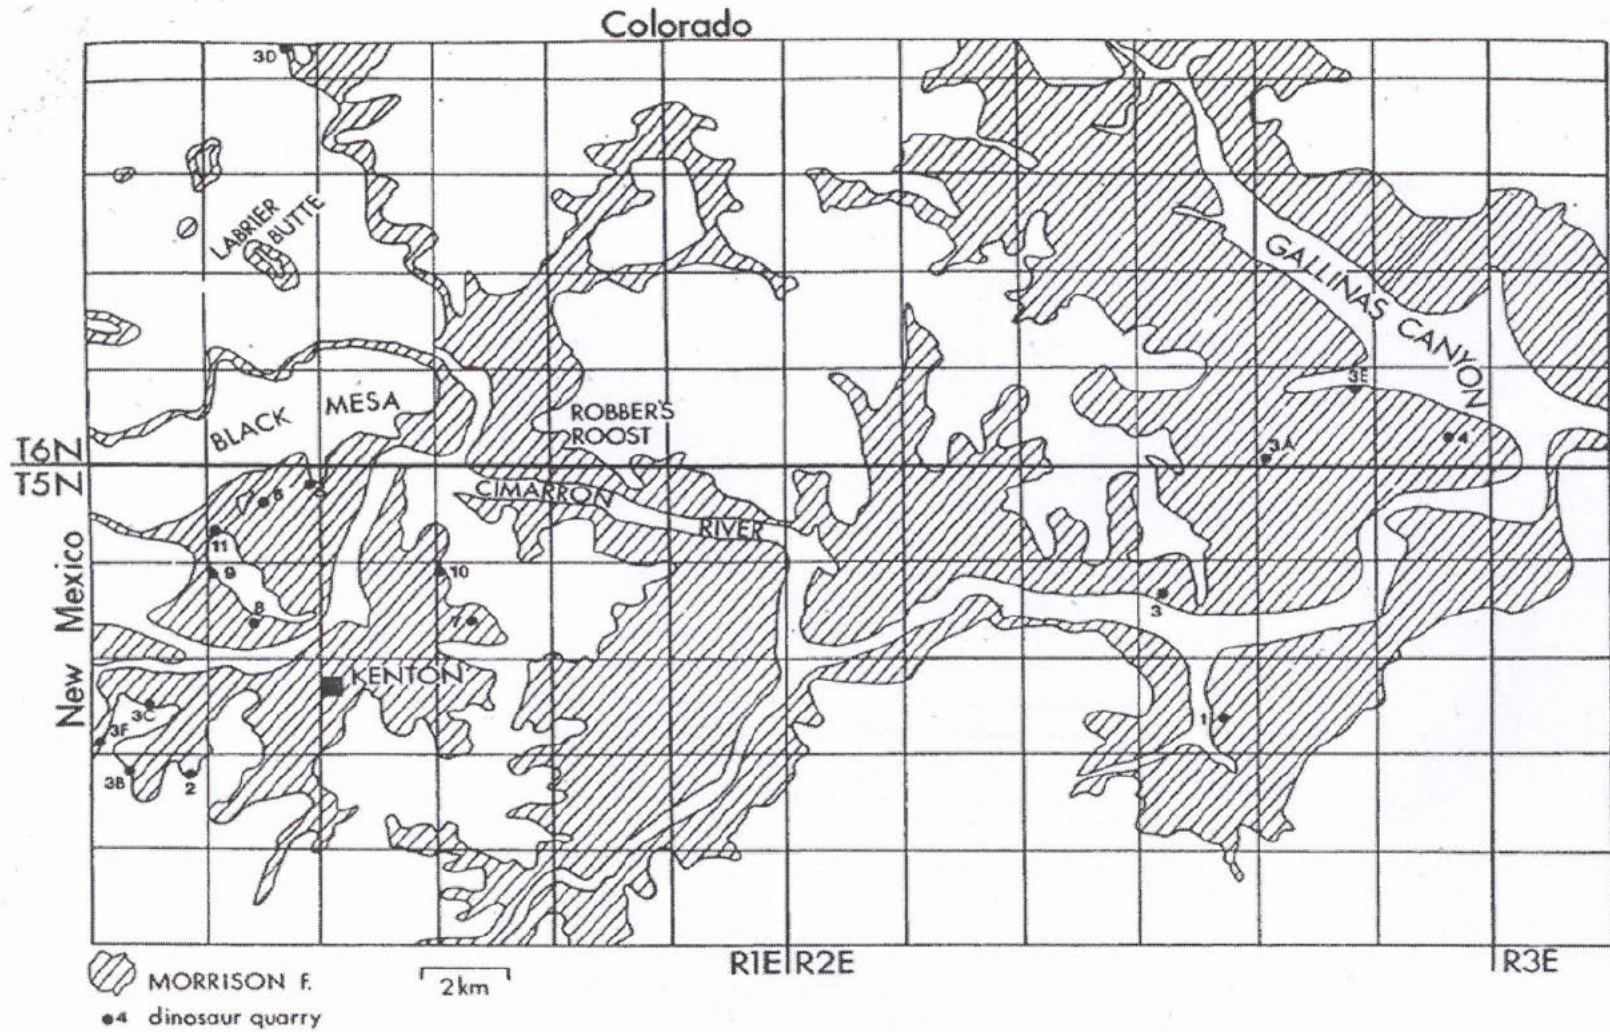 Colorado
3D
LABRIER
BUTTE
GALLINAS CANYON
BLACK MESA
ROBBER'S
ROOST
3E
3A
4
T6N
T5N
CIMARRON RIVER
6
5
11
9
10
8
7
3
New Mexico
KENTON
3C
3F
1
3B
2
R1E R2E
R3E
MORRISON F.
2km
4 dinosaur quarry